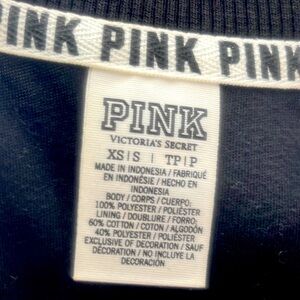 PINK PINK PINK
PINK
VICTORIA'S SECRET
XS|S | TP|P
MADE IN INDONESIA / FABRIQUÉ
EN INDONÉSIE / HECHO EN
INDONESIA
BODY / CORPS / CUERPO:
100% POLYESTER / POLIÉSTER
LINING / DOUBLURE / FORRO:
60% COTTON / COTON / ALGODÓN
40% POLYESTER / POLIÉSTER
EXCLUSIVE OF DECORATION / SAUF
DÉCORATION / NO INCLUYE LA
DECORACIÓN